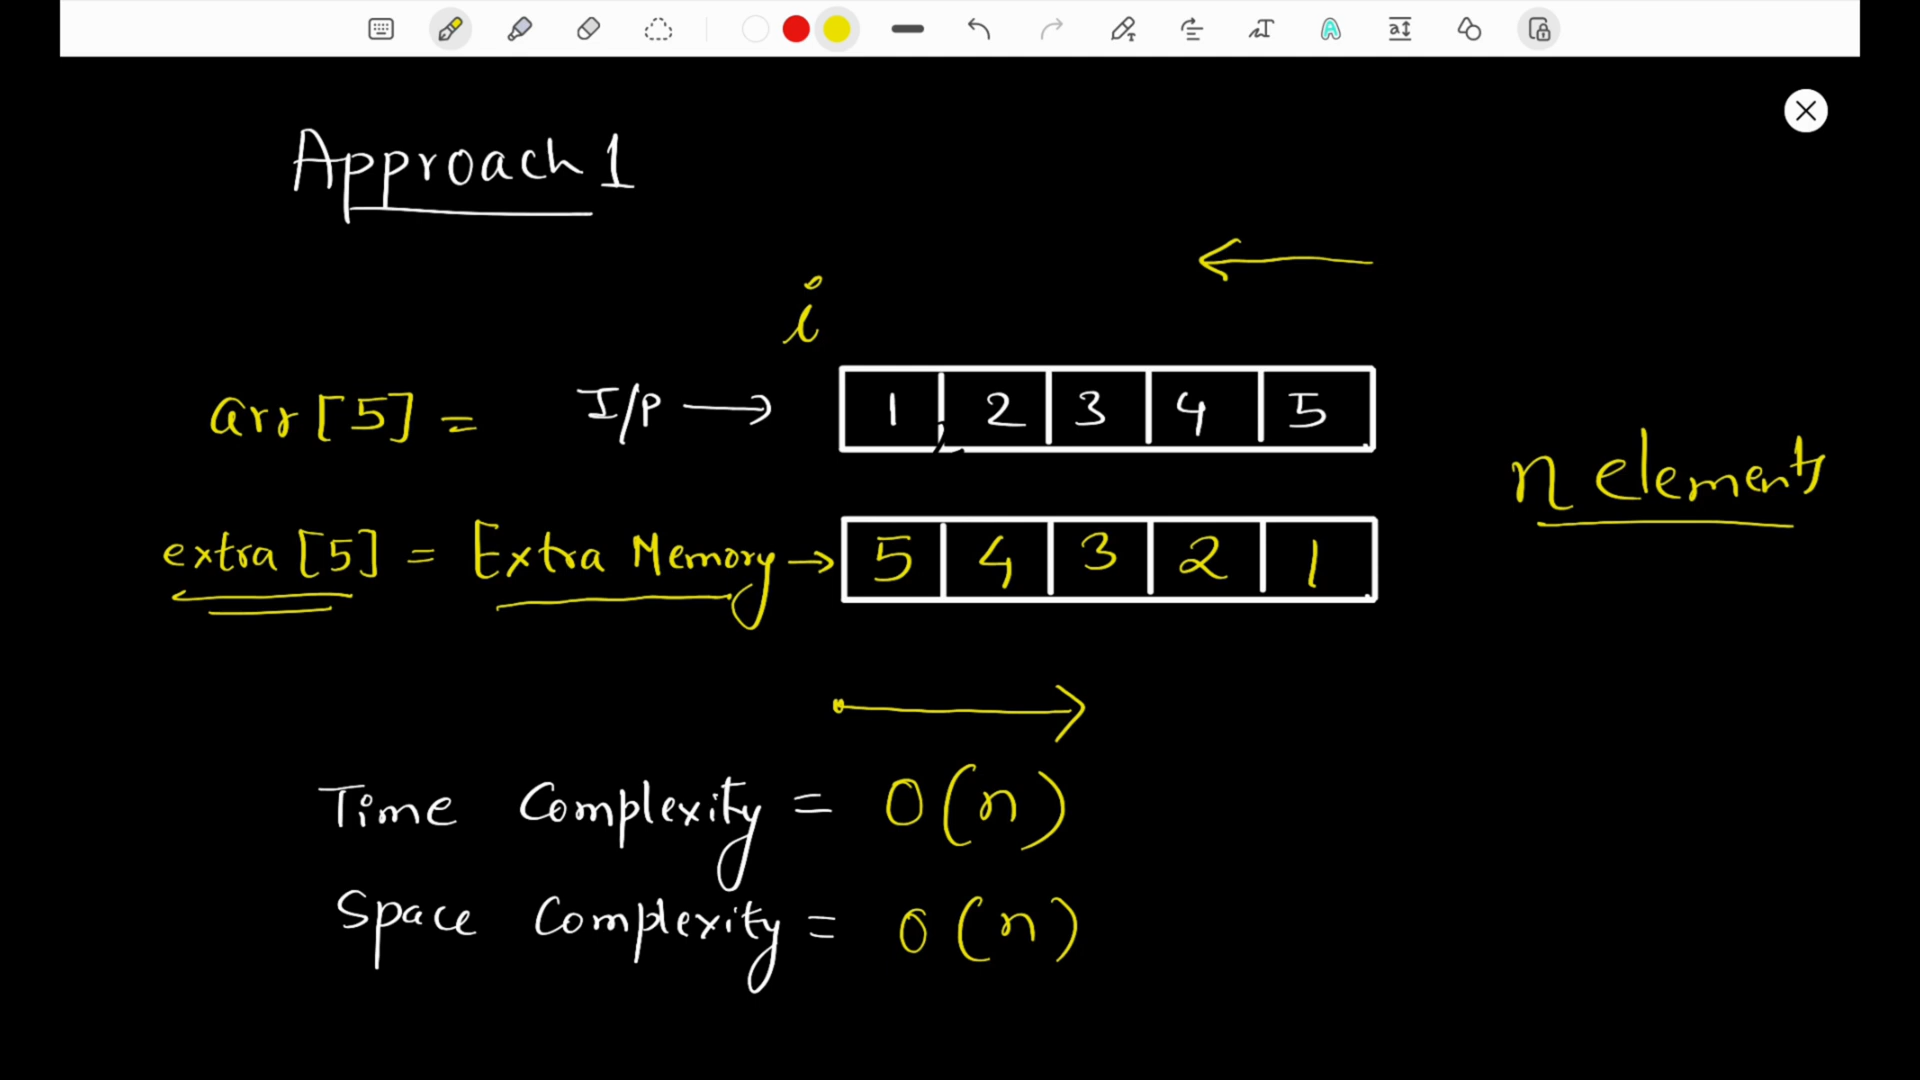 Approach 1
i
arr[5] = I/P → 1 2 3 4 5
n elements
extra[5] = Extra Memory → 5 4 3 2 1
Time Complexity = O(n)
Space Complexity = O(n)